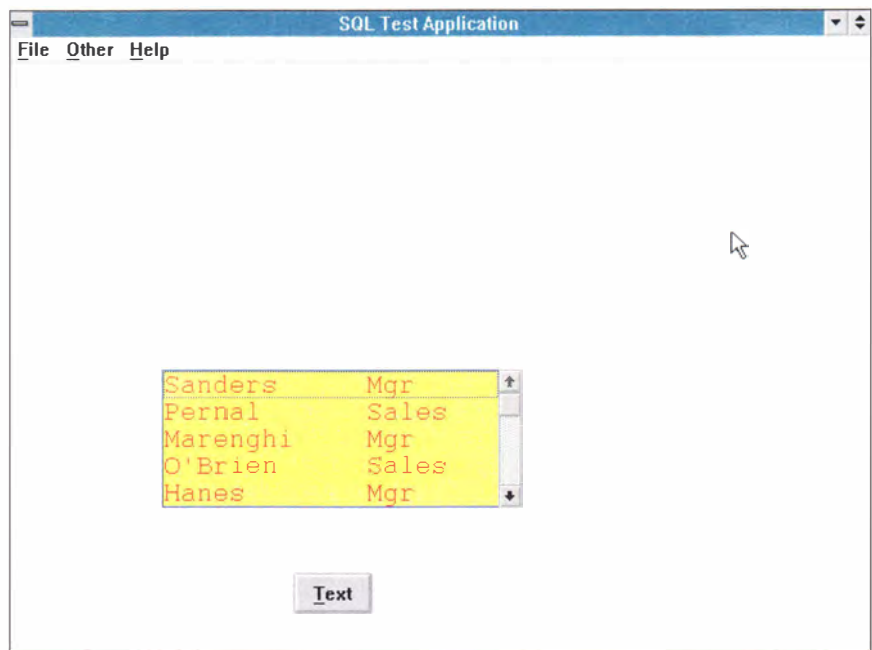 SQL Test Application
File Other Help
Sanders Mgr
Pernal Sales
Marenghi Mgr
O'Brien Sales
Hanes Mgr
Text